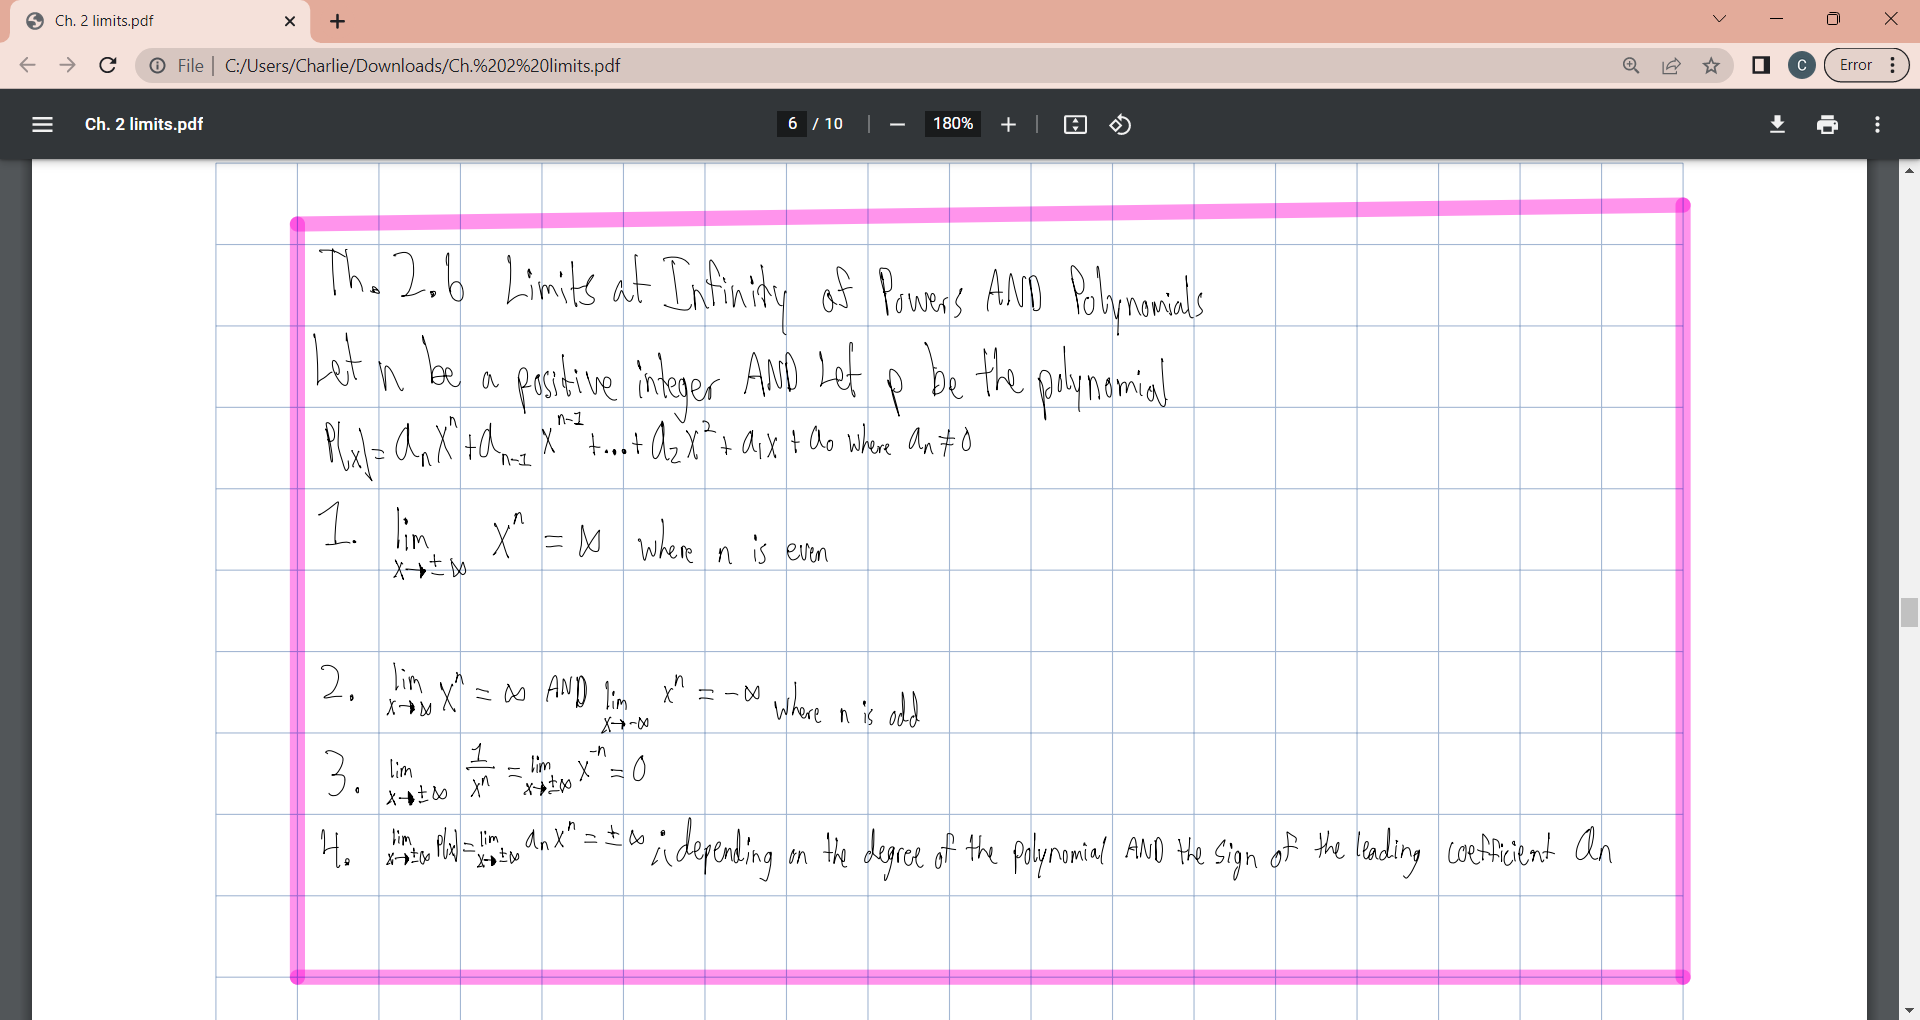 Ch. 2 limits.pdf
File | C:/Users/Charlie/Downloads/Ch.%202%20limits.pdf
C
Error
Ch. 2 limits.pdf
6 / 10 | − 180% + |
Th. 2.6 Limits at Infinity of Powers AND Polynomials
Let n be a positive integer AND Let p be the polynomial
P(x) = aₙxⁿ + aₙ₋₁ xⁿ⁻¹ + ... + a₂x² + a₁x + a₀ where aₙ ≠ 0
1. lim x→±∞ xⁿ = ∞ where n is even
2. lim x→∞ xⁿ = ∞ AND lim x→-∞ xⁿ = -∞ where n is odd
3. lim x→±∞ 1/xⁿ = lim x→±∞ x⁻ⁿ = 0
4. lim x→±∞ P(x) = lim x→±∞ aₙxⁿ = ±∞ ; depending on the degree of the polynomial AND the sign of the leading coefficient aₙ